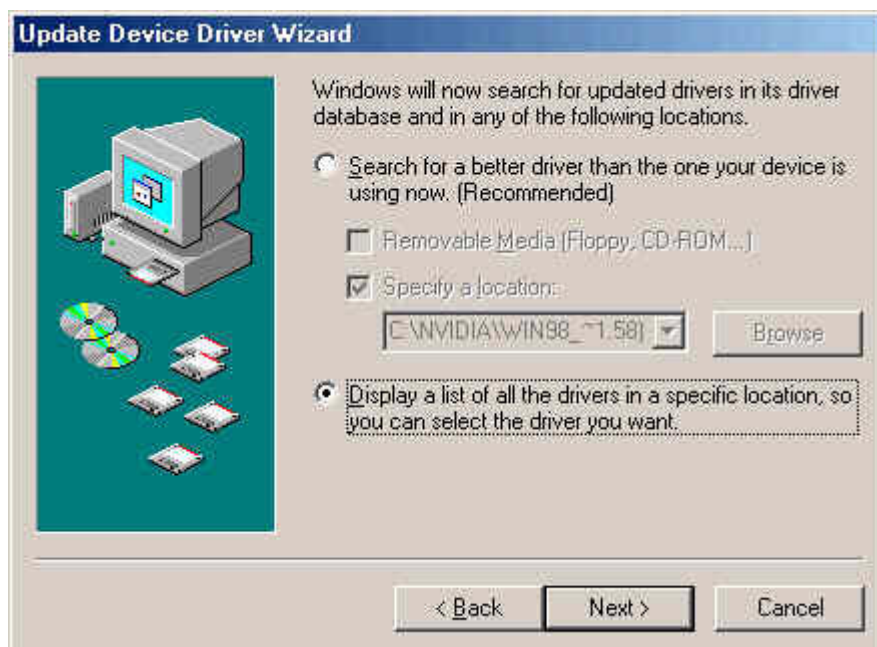 Update Device Driver Wizard
Windows will now search for updated drivers in its driver
database and in any of the following locations.
Search for a better driver than the one your device is
using now. (Recommended)
Removable Media (Floppy, CD-ROM...)
Specify a location:
C:\NVIDIA\WIN98_~1.58)
Browse
Display a list of all the drivers in a specific location, so
you can select the driver you want.
< Back
Next >
Cancel